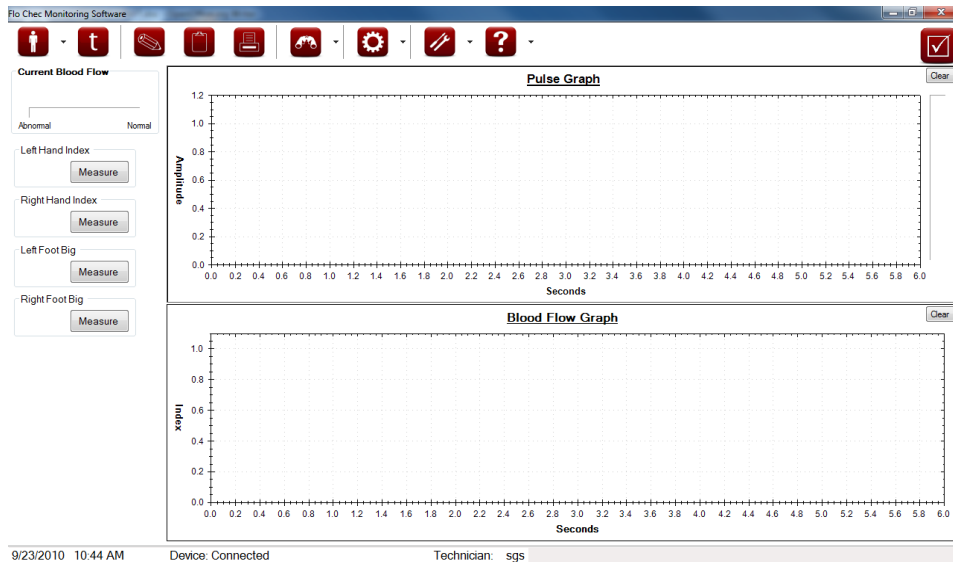 Flo Chec Monitoring Software
t
?
Current Blood Flow
Abnormal Normal
Left Hand Index
Measure
Right Hand Index
Measure
Left Foot Big
Measure
Right Foot Big
Measure
Pulse Graph
Clear
Amplitude
1.2
1.0
0.8
0.6
0.4
0.2
0.0
0.0 0.2 0.4 0.6 0.8 1.0 1.2 1.4 1.6 1.8 2.0 2.2 2.4 2.6 2.8 3.0 3.2 3.4 3.6 3.8 4.0 4.2 4.4 4.6 4.8 5.0 5.2 5.4 5.6 5.8 6.0
Seconds
Blood Flow Graph
Clear
Index
1.0
0.8
0.6
0.4
0.2
0.0
0.0 0.2 0.4 0.6 0.8 1.0 1.2 1.4 1.6 1.8 2.0 2.2 2.4 2.6 2.8 3.0 3.2 3.4 3.6 3.8 4.0 4.2 4.4 4.6 4.8 5.0 5.2 5.4 5.6 5.8 6.0
Seconds
9/23/2010 10:44 AM Device: Connected Technician: sgs